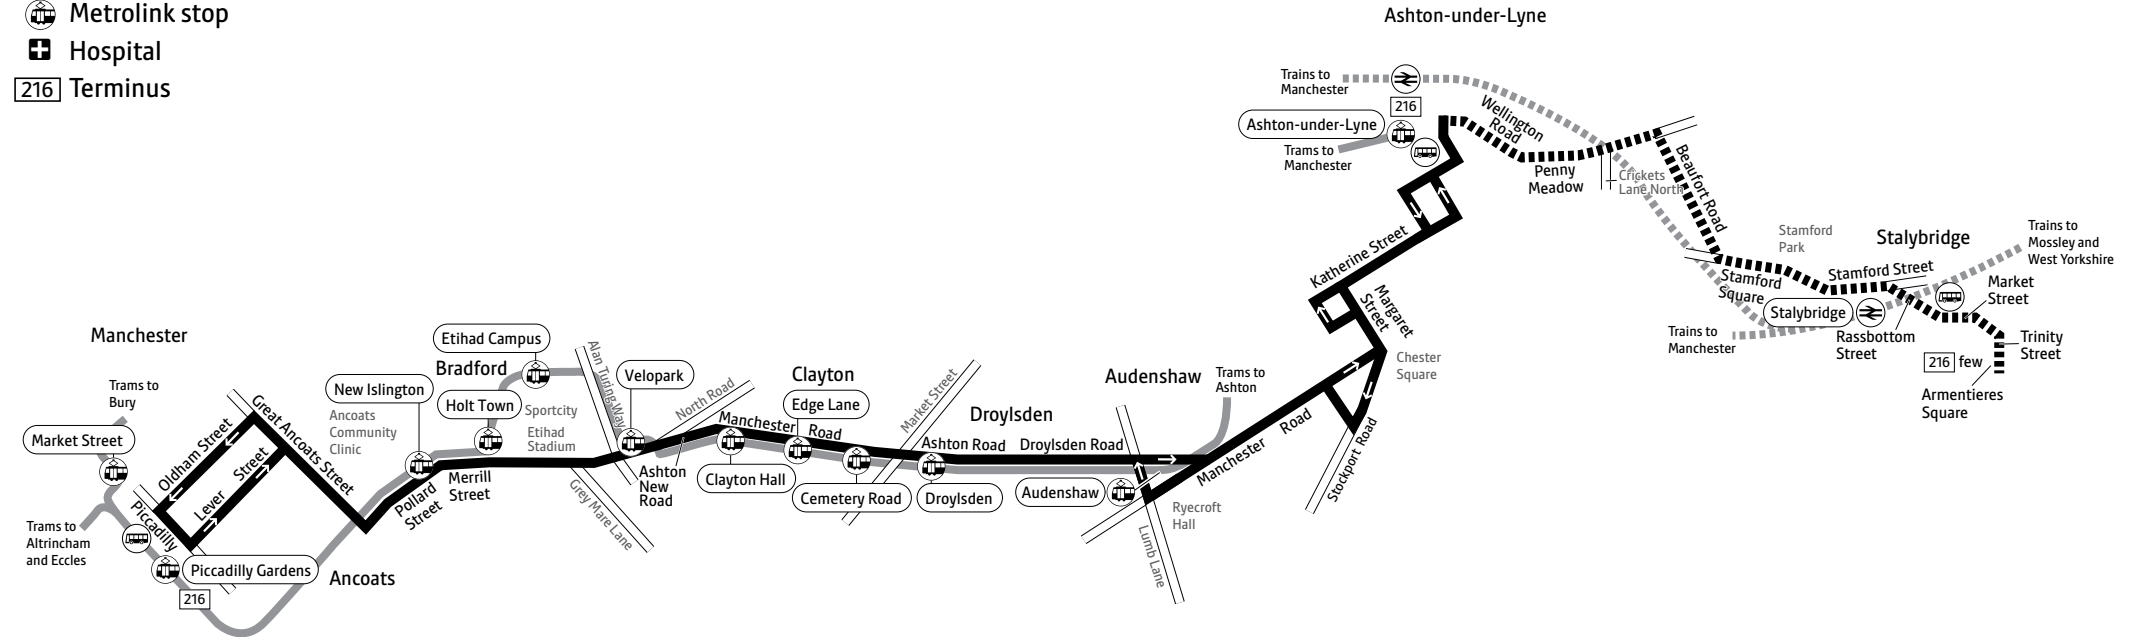 Metrolink stop
Hospital
216 Terminus
Ashton-under-Lyne
Trains to
Manchester
216
Ashton-under-Lyne
Trams to
Manchester
Wellington
Road
Penny
Meadow
Crickets
Lane North
Beaufort Road
Stamford
Park
Stalybridge
Trains to
Mossley and
West Yorkshire
Stamford
Square
Stamford Street
Market
Street
Stalybridge
Trains to
Manchester
Rassbottom
Street
Trinity
Street
216 few
Armentieres
Square
Katherine Street
Margaret
Street
Chester
Square
Stockport Road
Manchester
Trams to
Bury
Market Street
Oldham Street
Lever Street
Great Ancoats Street
Piccadilly
Trams to
Altrincham
and Eccles
Piccadilly Gardens
216
Ancoats
New Islington
Ancoats
Community
Clinic
Pollard
Street
Merrill
Street
Etihad Campus
Bradford
Holt Town
Sportcity
Etihad
Stadium
Alan Turing Way
Grey Mare Lane
Velopark
North Road
Ashton
New
Road
Clayton
Edge Lane
Manchester Road
Clayton Hall
Cemetery Road
Market Street
Droylsden
Ashton Road
Droylsden Road
Droylsden
Audenshaw
Trams to
Ashton
Audenshaw
Manchester Road
Ryecroft
Hall
Lumb Lane